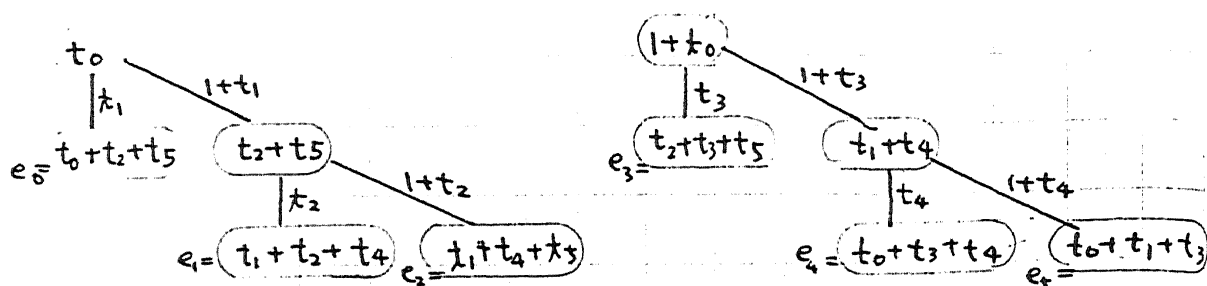 t0
1+t0
t1
1+t1
t3
1+t3
e0=t0+t2+t5
t2+t5
e3=t2+t3+t5
t1+t4
t2
1+t2
t4
1+t4
e1=t1+t2+t4
e2=t1+t4+t5
e4=t0+t3+t4
e5=t0+t1+t3